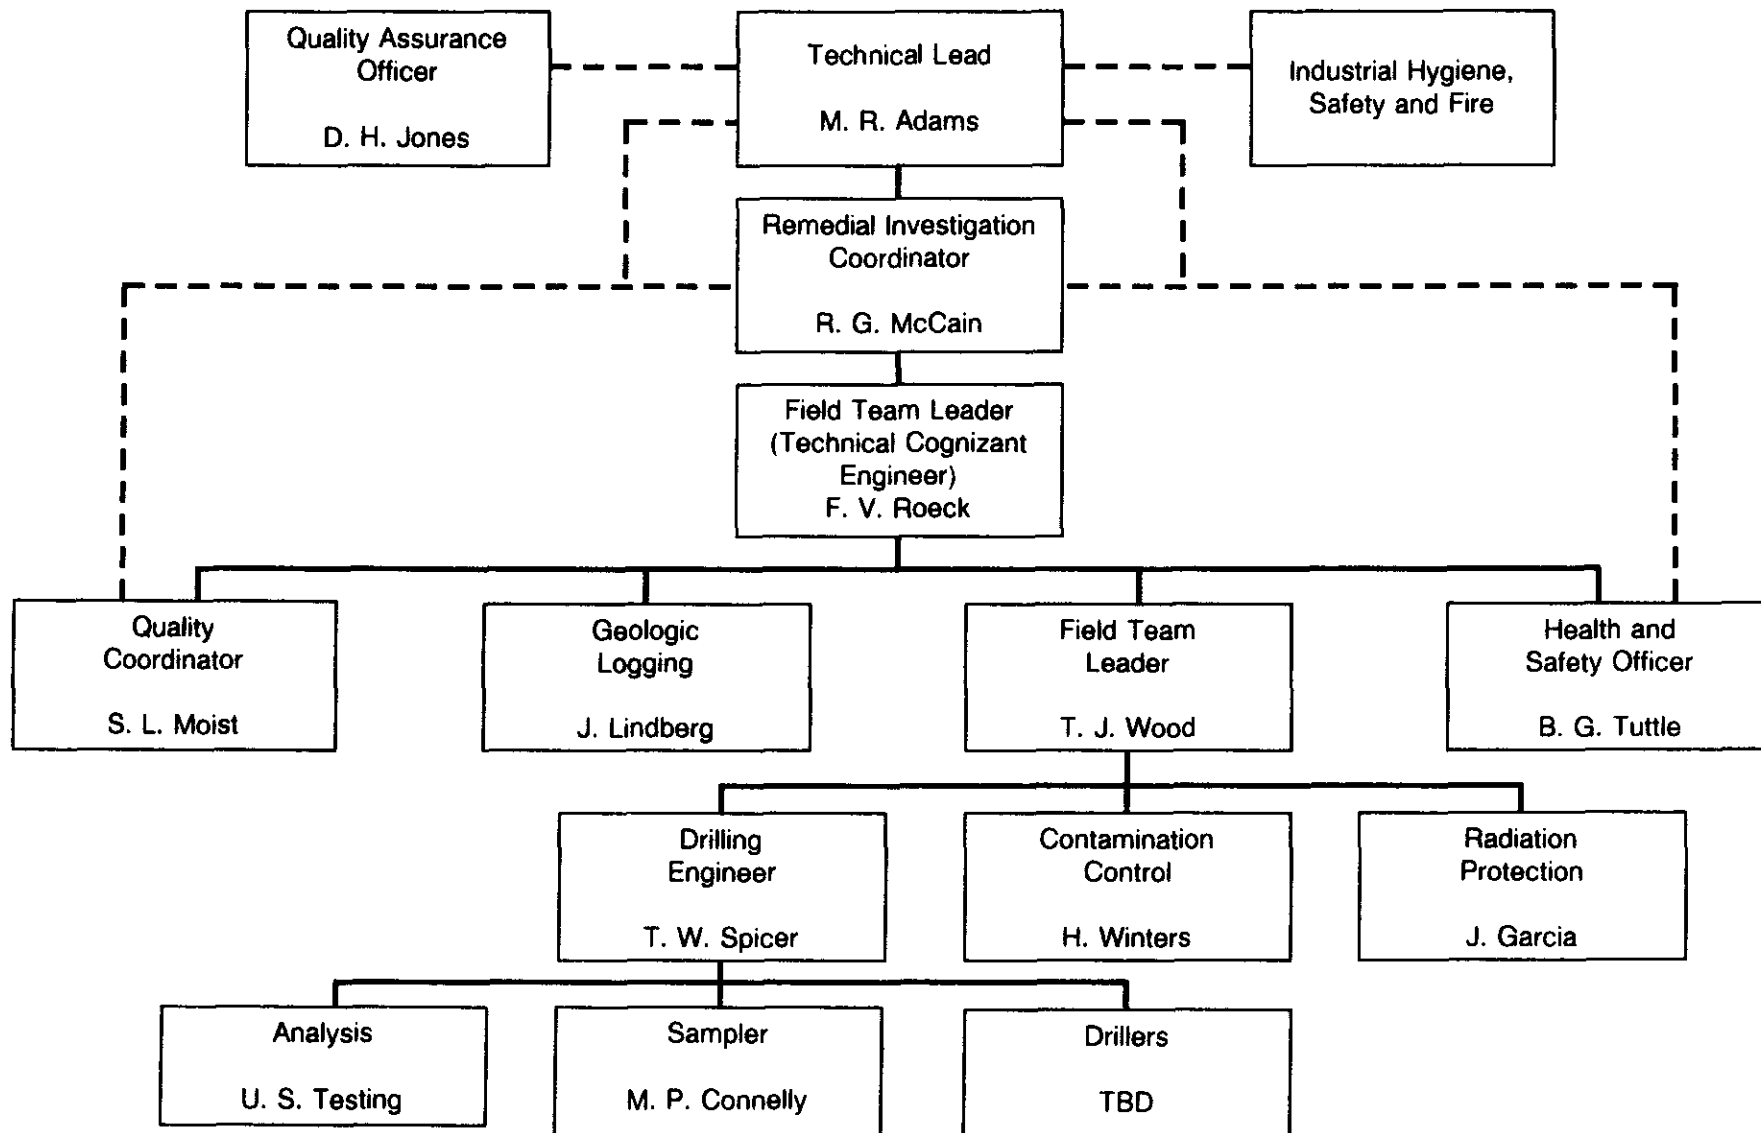 Quality Assurance
Officer
D. H. Jones
Technical Lead
M. R. Adams
Industrial Hygiene,
Safety and Fire
Remedial Investigation
Coordinator
R. G. McCain
Field Team Leader
(Technical Cognizant
Engineer)
F. V. Roeck
Quality
Coordinator
S. L. Moist
Geologic
Logging
J. Lindberg
Field Team
Leader
T. J. Wood
Health and
Safety Officer
B. G. Tuttle
Drilling
Engineer
T. W. Spicer
Contamination
Control
H. Winters
Radiation
Protection
J. Garcia
Analysis
U. S. Testing
Sampler
M. P. Connelly
Drillers
TBD